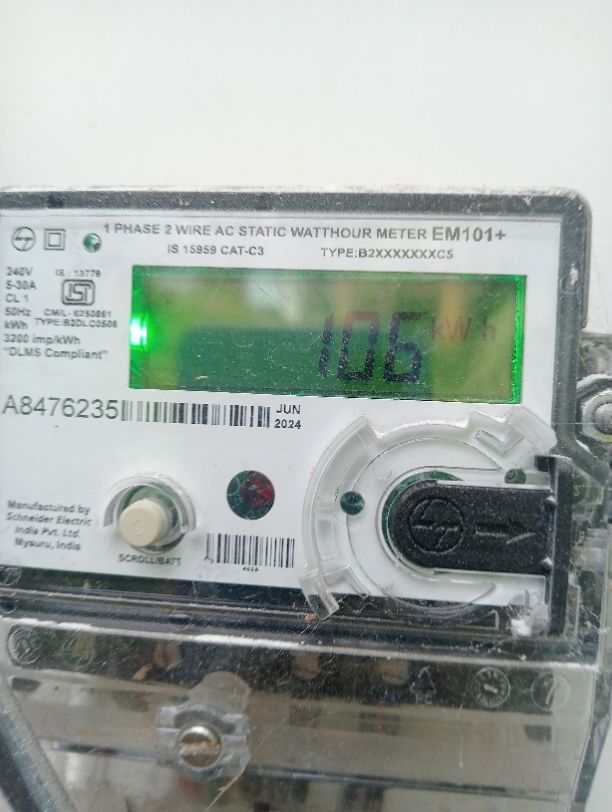 1 PHASE 2 WIRE AC STATIC WATTHOUR METER EM101+
IS 15959 CAT-C3 TYPE:B2XXXXXXXC5
240V IS : 13779
5-30A
CL 1
50Hz CM/L- 6250861
kWh TYPE:B2DLC0506
3200 imp/kWh
"DLMS Compliant"
106 kWh
A8476235 JUN
2024
Manufactured by
Schneider Electric
India Pvt. Ltd.
Mysuru, India
SCROLL/BATT